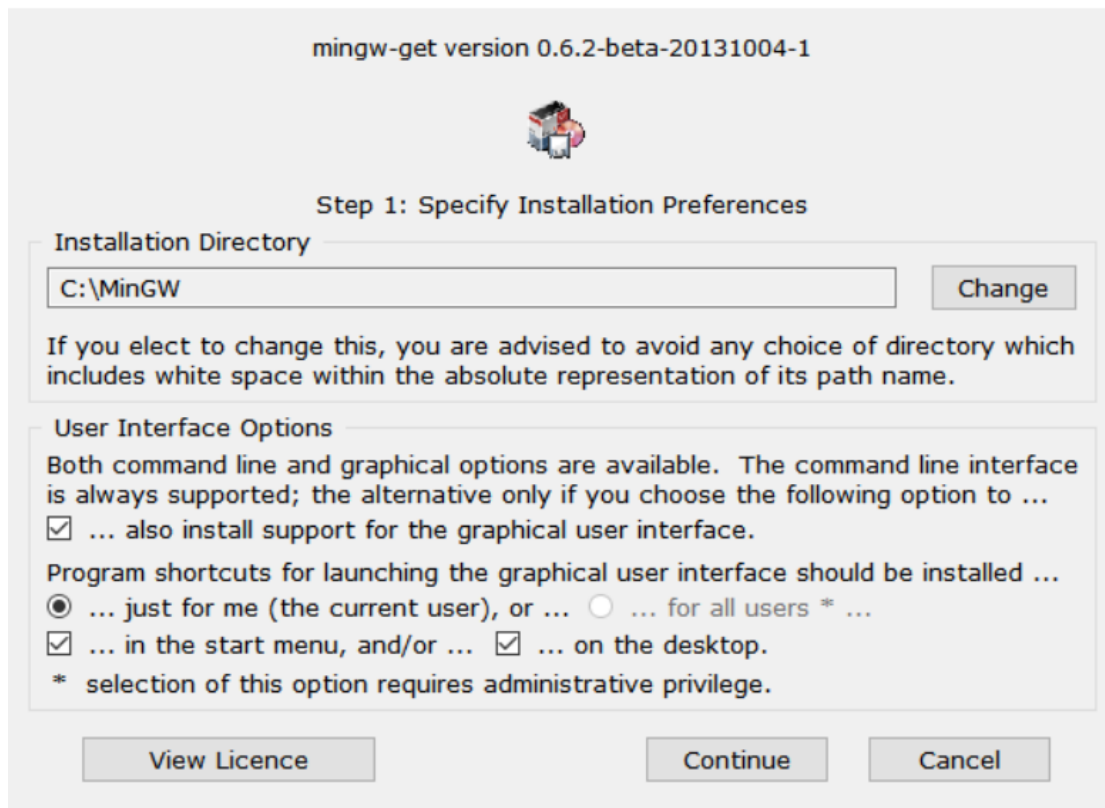 mingw-get version 0.6.2-beta-20131004-1
Step 1: Specify Installation Preferences
Installation Directory
C:\MinGW
Change
If you elect to change this, you are advised to avoid any choice of directory which
includes white space within the absolute representation of its path name.
User Interface Options
Both command line and graphical options are available.  The command line interface
is always supported; the alternative only if you choose the following option to ...
... also install support for the graphical user interface.
Program shortcuts for launching the graphical user interface should be installed ...
... just for me (the current user), or ... ... for all users * ...
... in the start menu, and/or ... ... on the desktop.
* selection of this option requires administrative privilege.
View Licence Continue Cancel